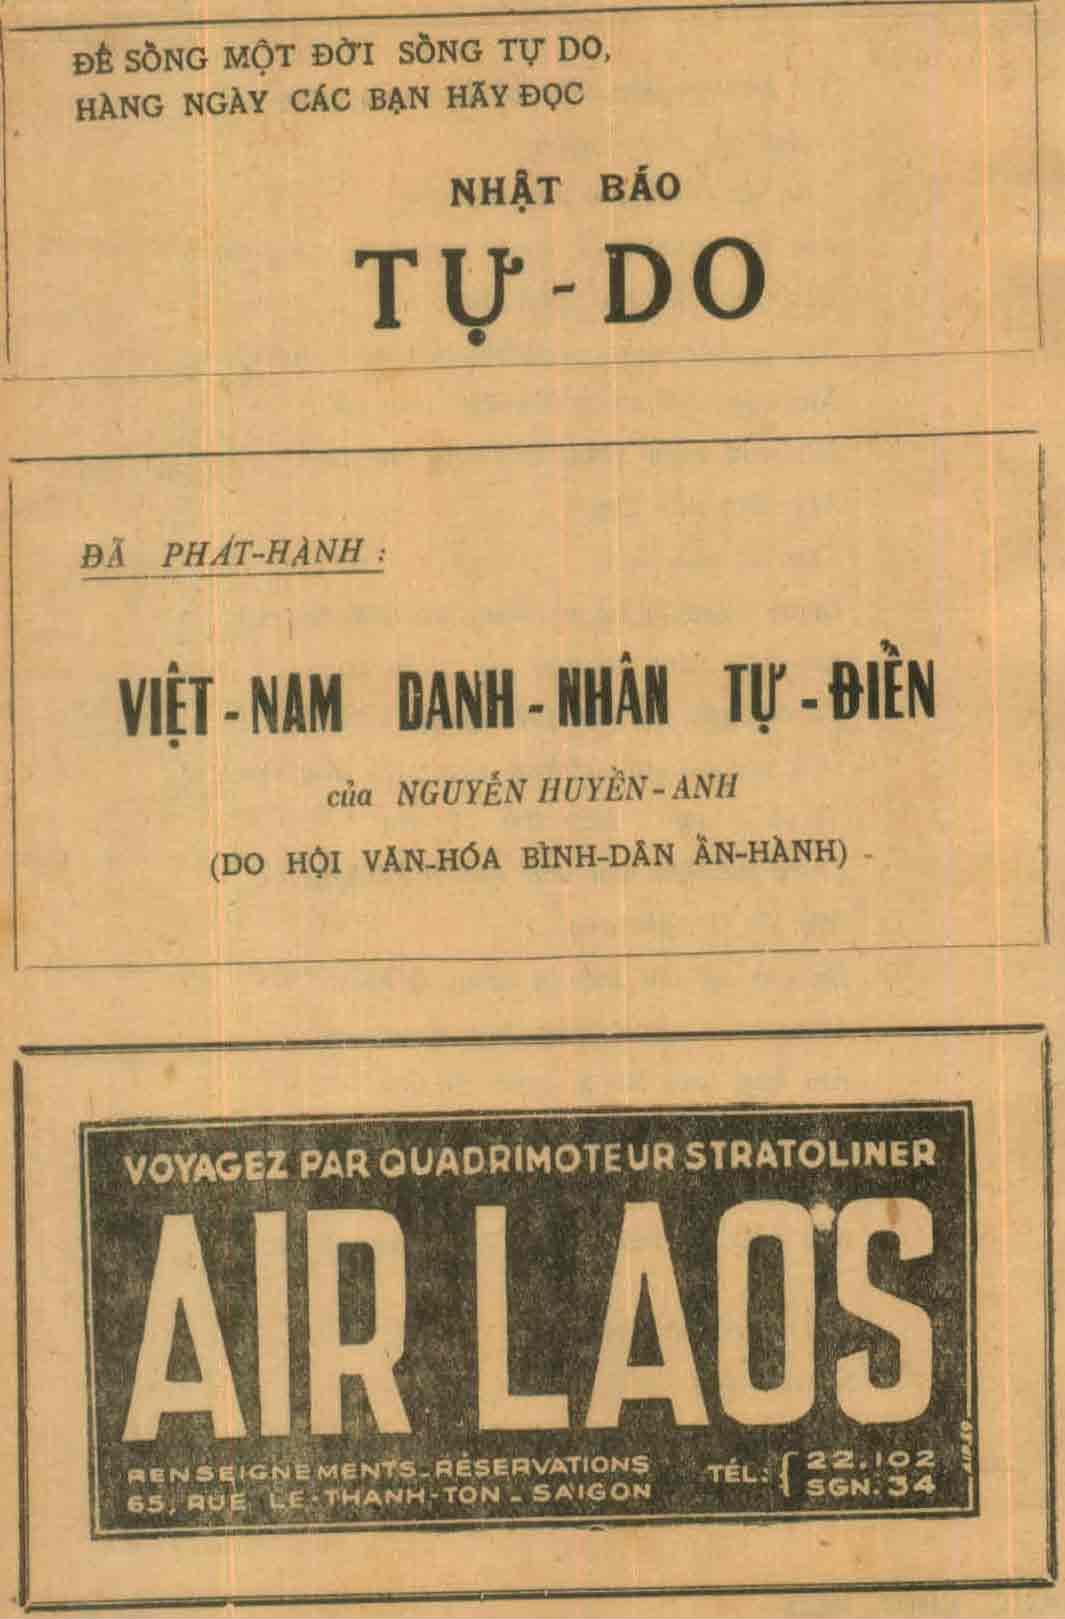 ĐỂ SỐNG MỘT ĐỜI SỐNG TỰ DO,
HÀNG NGÀY CÁC BẠN HÃY ĐỌC
NHẬT BÁO
TỰ - DO
ĐÃ PHÁT-HÀNH :
VIỆT - NAM DANH - NHÂN TỰ - ĐIỂN
của NGUYỄN HUYỀN - ANH
(DO HỘI VĂN-HÓA BÌNH-DÂN ẤN-HÀNH) -
VOYAGEZ PAR QUADRIMOTEUR STRATOLINER
AIR LAOS
RENSEIGNEMENTS-RÉSERVATIONS
65, RUE LE-THANH-TON - SAIGON
TÉL: { 22.102
SGN. 34